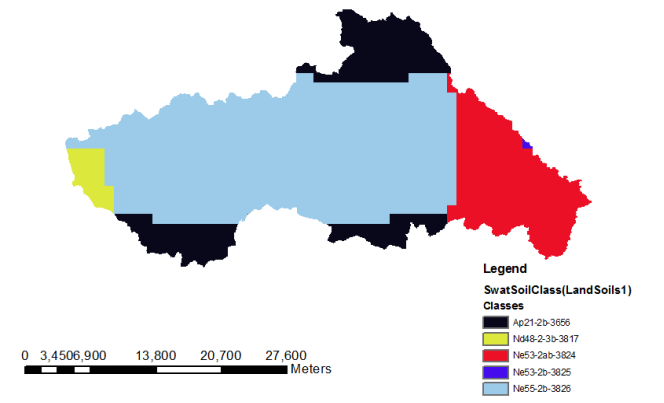 Legend
SwatSoilClass(LandSoils1)
Classes
Ap21-2b-3656
Nd48-2-3b-3817
Ne53-2ab-3824
Ne53-2b-3825
Ne55-2b-3826
0 3,4506,900 13,800 20,700 27,600
Meters